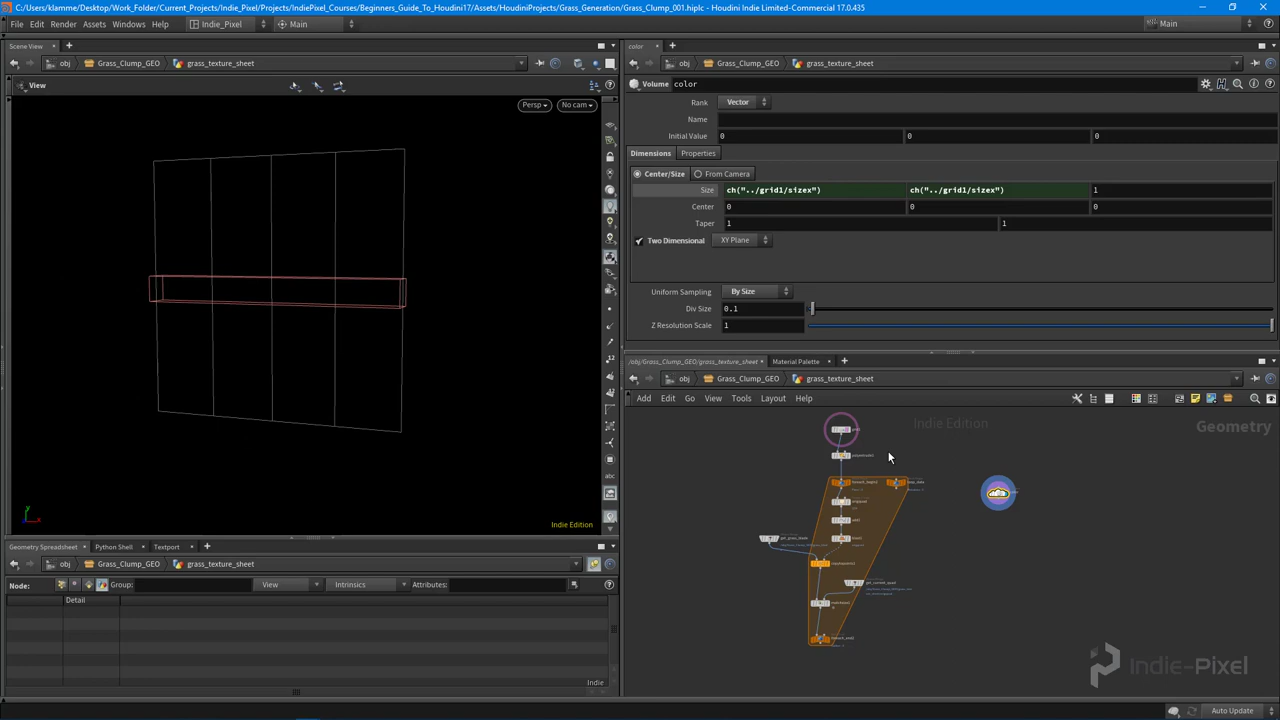 C:/Users/klamme/Desktop/Work_Folder/Current_Projects/IndiePixel/Projects/IndiePixel_Courses/Beginners_Guide_To_Houdini17/Assets/HoudiniProjects/Grass_Generation/Grass_Clump_001.hiplc - Houdini Indie Limited-Commercial 17.0.435
File Edit Render Assets Windows Help Indie_Pixel Main Main
Scene View
obj Grass_Clump_GEO grass_texture_sheet
View
Persp No cam
Indie Edition
Geometry Spreadsheet Python Shell Textport
obj Grass_Clump_GEO grass_texture_sheet
Node: Group: View Intrinsics Attributes:
Detail
Indie
color
obj Grass_Clump_GEO grass_texture_sheet
Volume color
Rank Vector
Name
Initial Value 0 0 0
Dimensions Properties
Center/Size From Camera
Size ch("../grid1/sizex") ch("../grid1/sizex") 1
Center 0 0 0
Taper 1 1
Two Dimensional XY Plane
Uniform Sampling By Size
Div Size 0.1
Z Resolution Scale 1
/obj/Grass_Clump_GEO/grass_texture_sheet Material Palette
obj Grass_Clump_GEO grass_texture_sheet
Add Edit Go View Tools Layout Help
Indie Edition
Geometry
Indie-Pixel
Auto Update